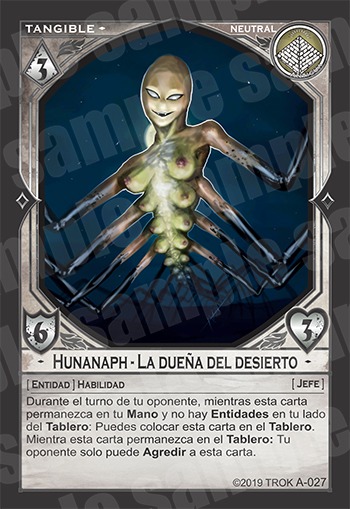 TANGIBLE
NEUTRAL
3
6
3
HUNANAPH - LA DUEÑA DEL DESIERTO
[ENTIDAD] HABILIDAD
[JEFE]
Durante el turno de tu oponente, mientras esta carta
permanezca en tu Mano y no hay Entidades en tu lado
del Tablero: Puedes colocar esta carta en el Tablero.
Mientra esta carta permanezca en el Tablero: Tu
oponente solo puede Agredir a esta carta.
©2019 TROK A-027
sample